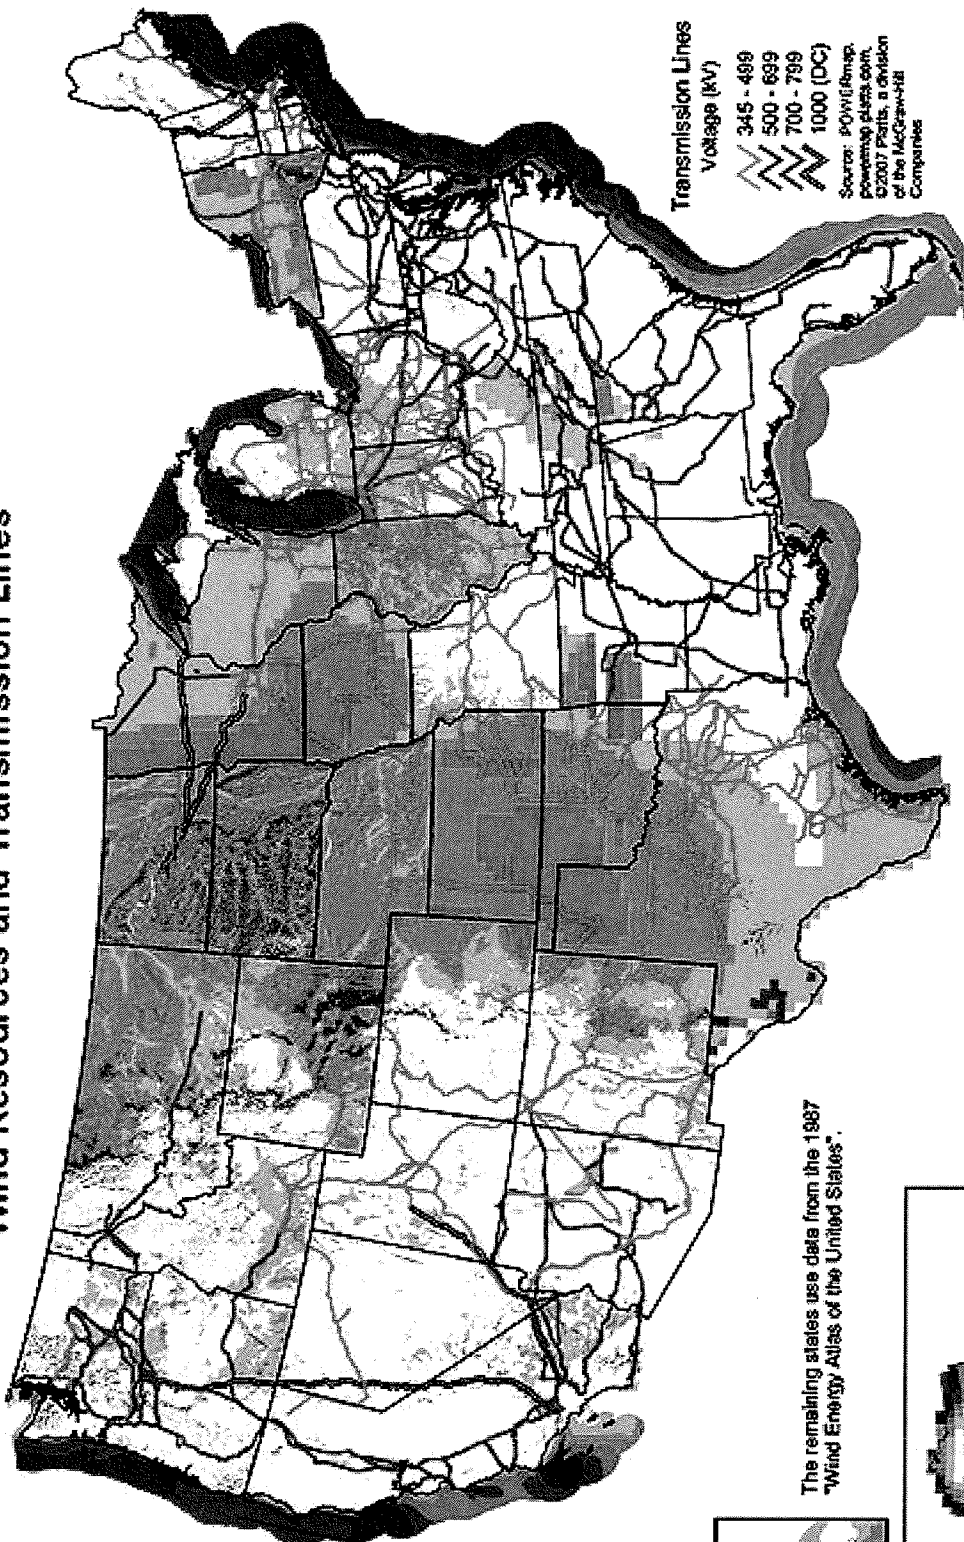 Wind Resources and Transmission Lines
Transmission Lines
Voltage (kV)
345 - 499
500 - 699
700 - 799
1000 (DC)
Source: POWERmap,
powermap.platts.com,
©2007 Platts, a division
of the McGraw-Hill
Companies
The remaining states use data from the 1987
"Wind Energy Atlas of the United States".